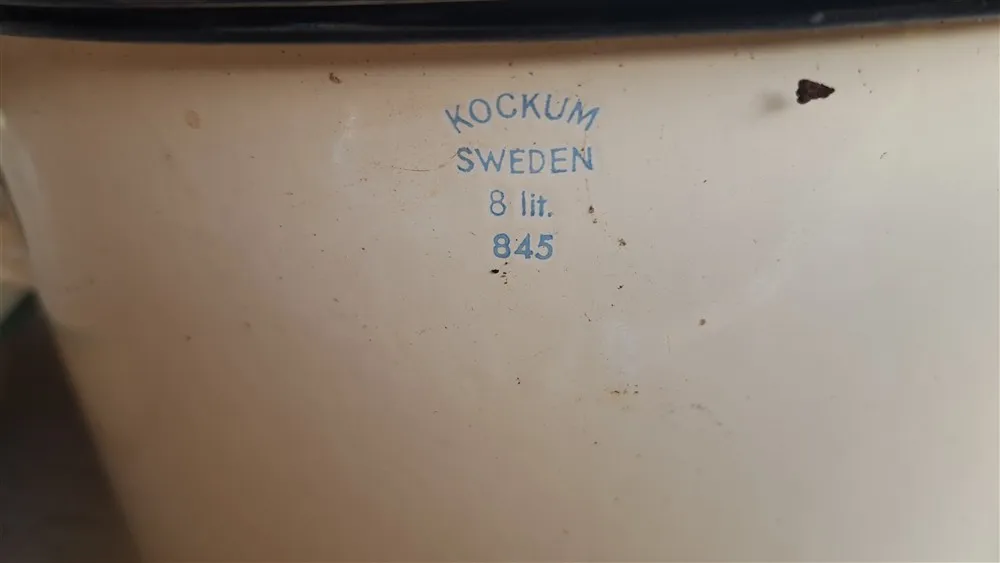 KOCKUM
SWEDEN
8 lit.
845